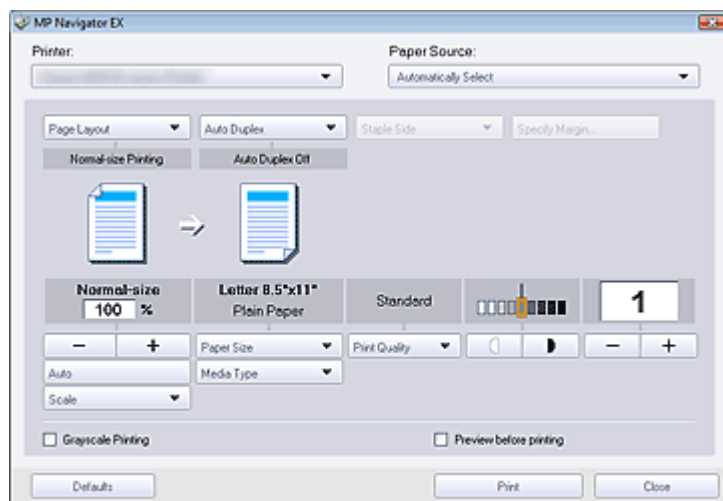 MP Navigator EX
Printer:
Paper Source:
Automatically Select
Page Layout
Auto Duplex
Staple Side
Specify Margin...
Normal-size Printing
Auto Duplex Off
Normal-size
100 %
Letter 8.5"x11"
Plain Paper
Standard
1
Paper Size
Print Quality
Auto
Media Type
Scale
Grayscale Printing
Preview before printing
Defaults
Print
Close